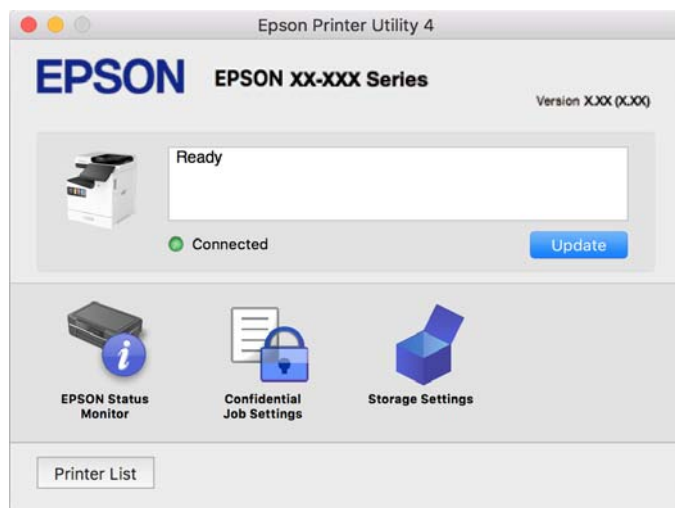 Epson Printer Utility 4
EPSON
EPSON XX-XXX Series
Version X.XX (X.XX)
Ready
Connected
Update
EPSON Status
Monitor
Confidential
Job Settings
Storage Settings
Printer List